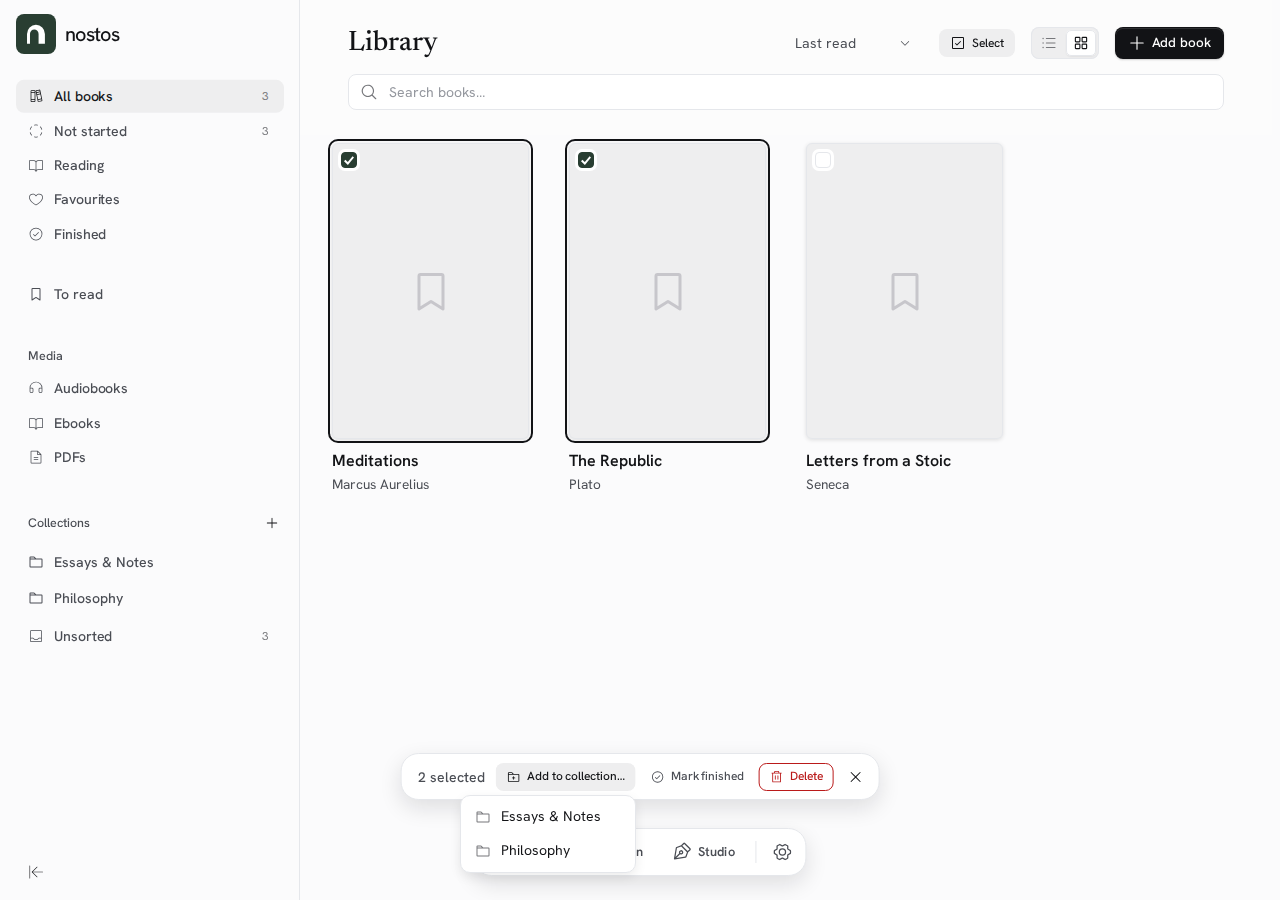 nostos
All books 3
Not started 3
Reading
Favourites
Finished
To read
Media
Audiobooks
Ebooks
PDFs
Collections
Essays & Notes
Philosophy
Unsorted 3
Library
Last read
Select
Add book
Search books...
Meditations
Marcus Aurelius
The Republic
Plato
Letters from a Stoic
Seneca
2 selected
Add to collection...
Mark finished
Delete
Essays & Notes
Philosophy
Studio